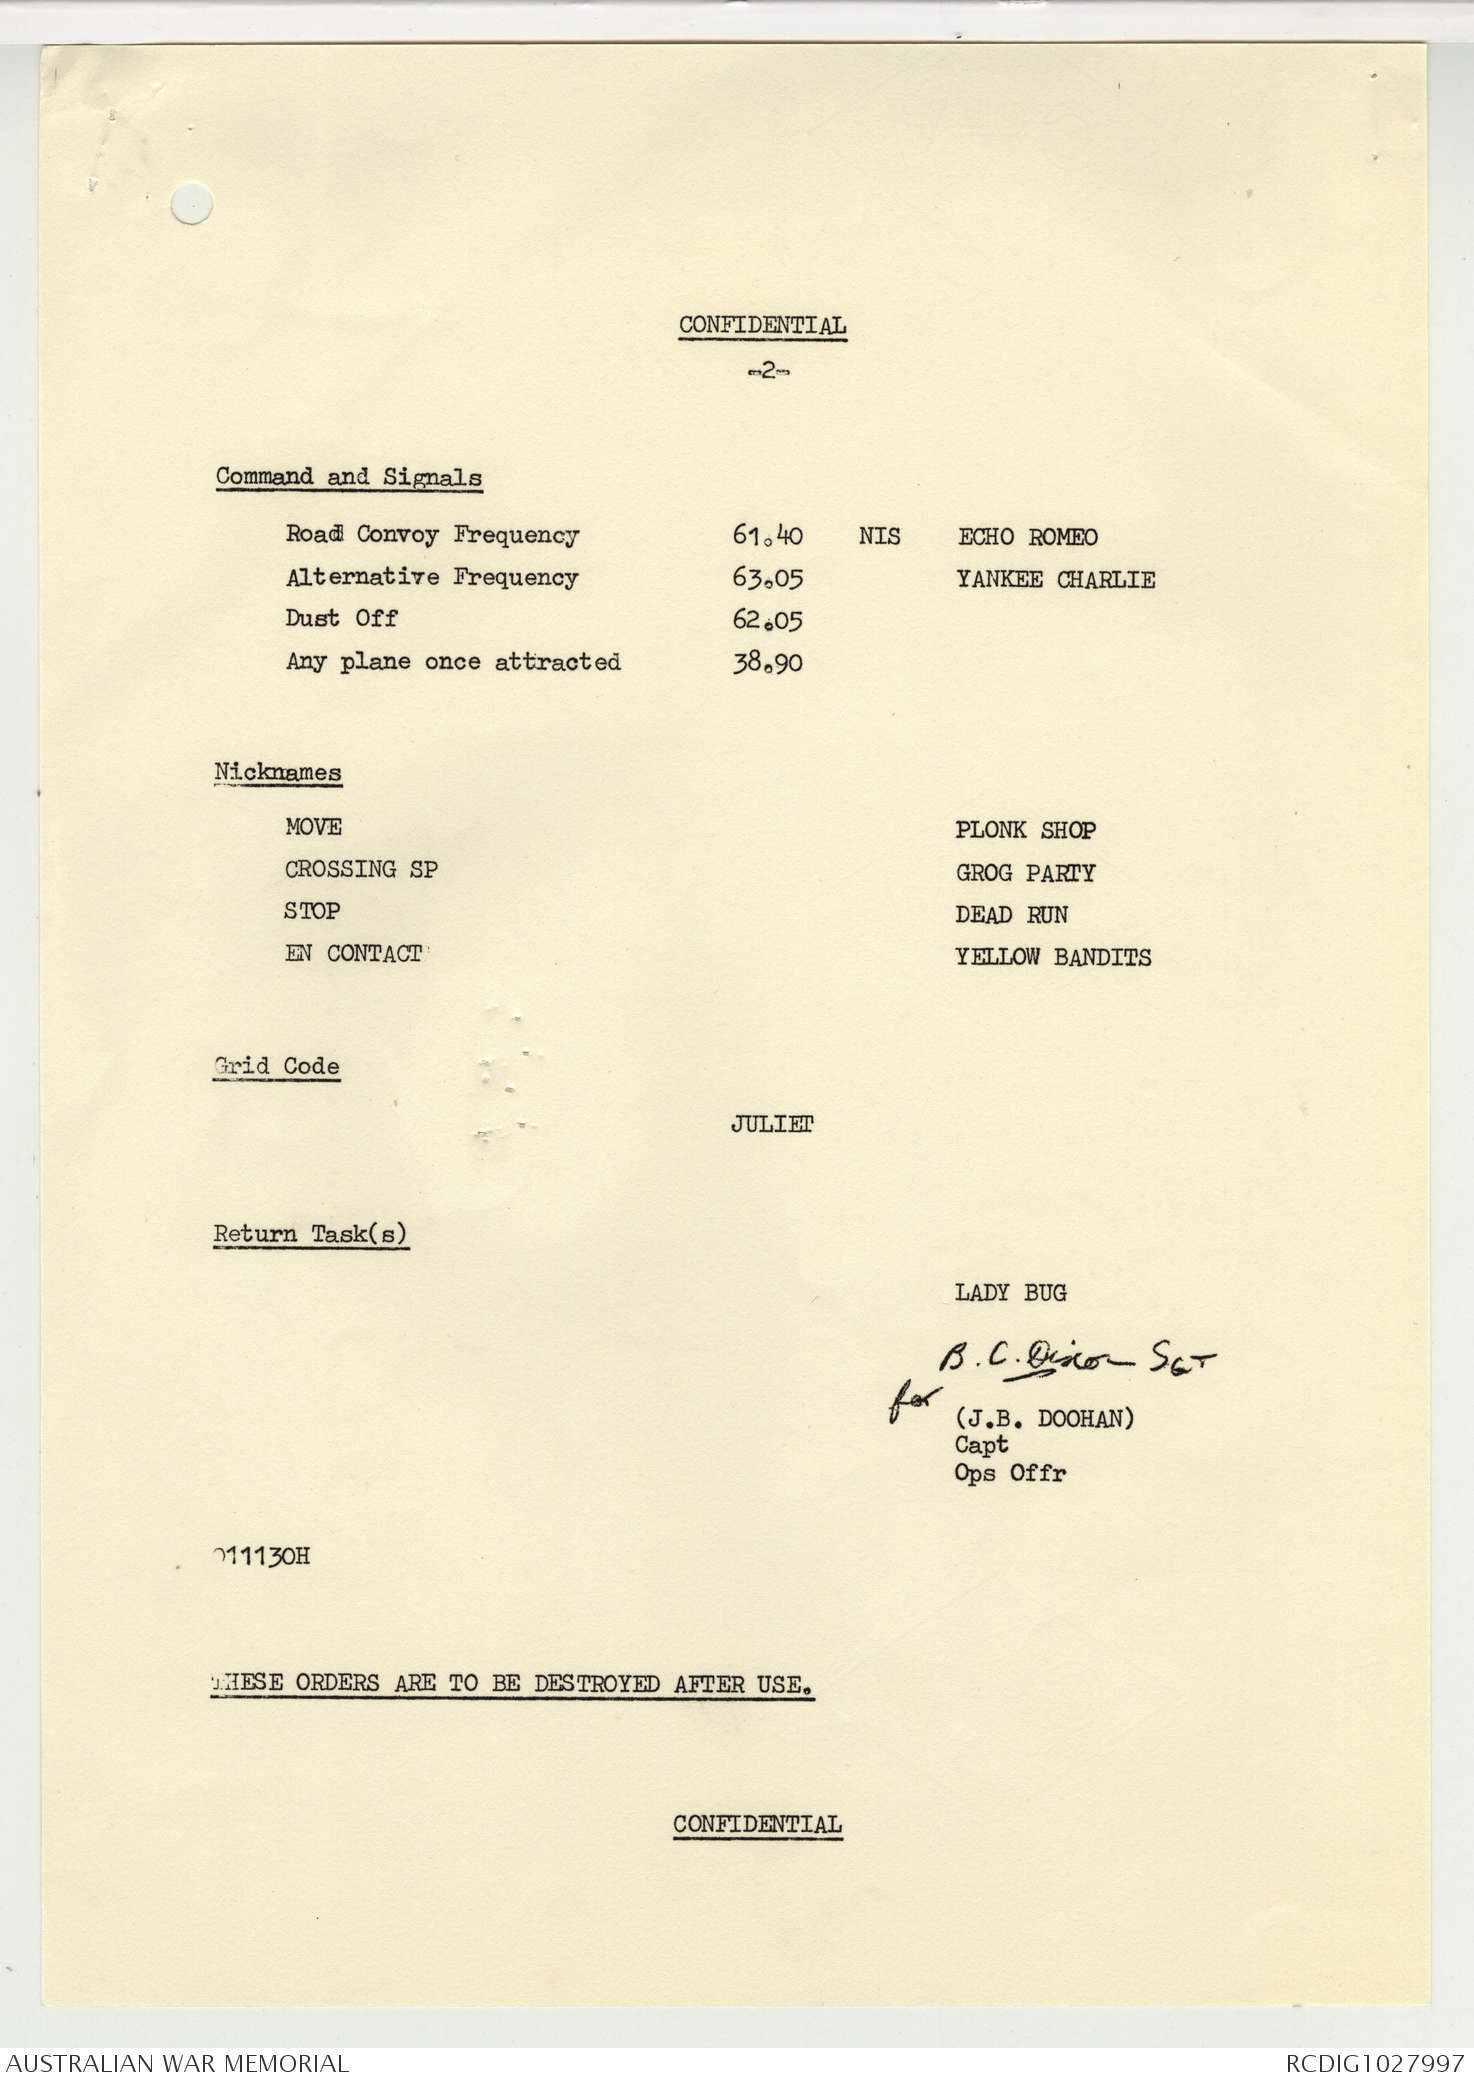 CONFIDENTIAL
-2-
Command and Signals
Road Convoy Frequency 61.40 NIS ECHO ROMEO
Alternative Frequency 63.05 YANKEE CHARLIE
Dust Off 62.05
Any plane once attracted 38.90
Nicknames
MOVE PLONK SHOP
CROSSING SP GROG PARTY
STOP DEAD RUN
EN CONTACT YELLOW BANDITS
Grid Code
JULIET
Return Task(s)
LADY BUG
B.C. Dixon SGT
for
(J.B. DOOHAN)
Capt
Ops Offr
011130H
THESE ORDERS ARE TO BE DESTROYED AFTER USE.
CONFIDENTIAL
AUSTRALIAN WAR MEMORIAL RCDIG1027997